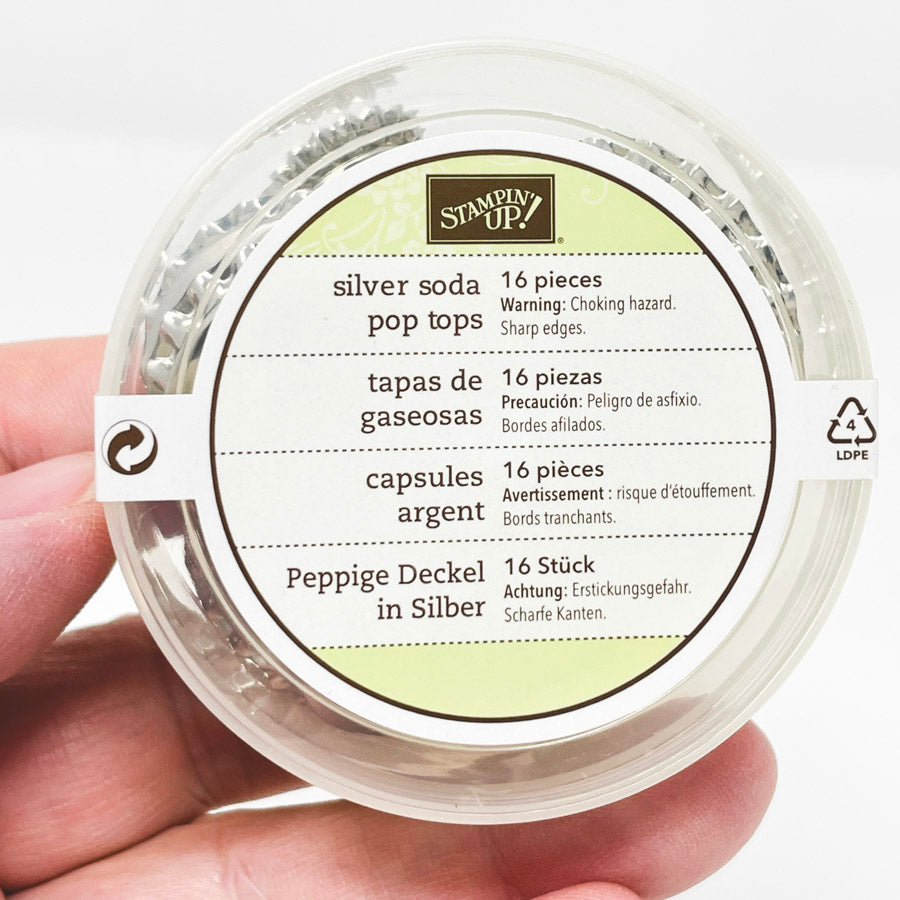 STAMPIN' UP!®
silver soda pop tops
16 pieces
Warning: Choking hazard.
Sharp edges.
tapas de gaseosas
16 piezas
Precaución: Peligro de asfixio.
Bordes afilados.
capsules argent
16 pièces
Avertissement : risque d'étouffement.
Bords tranchants.
Peppige Deckel in Silber
16 Stück
Achtung: Erstickungsgefahr.
Scharfe Kanten.
4
LDPE